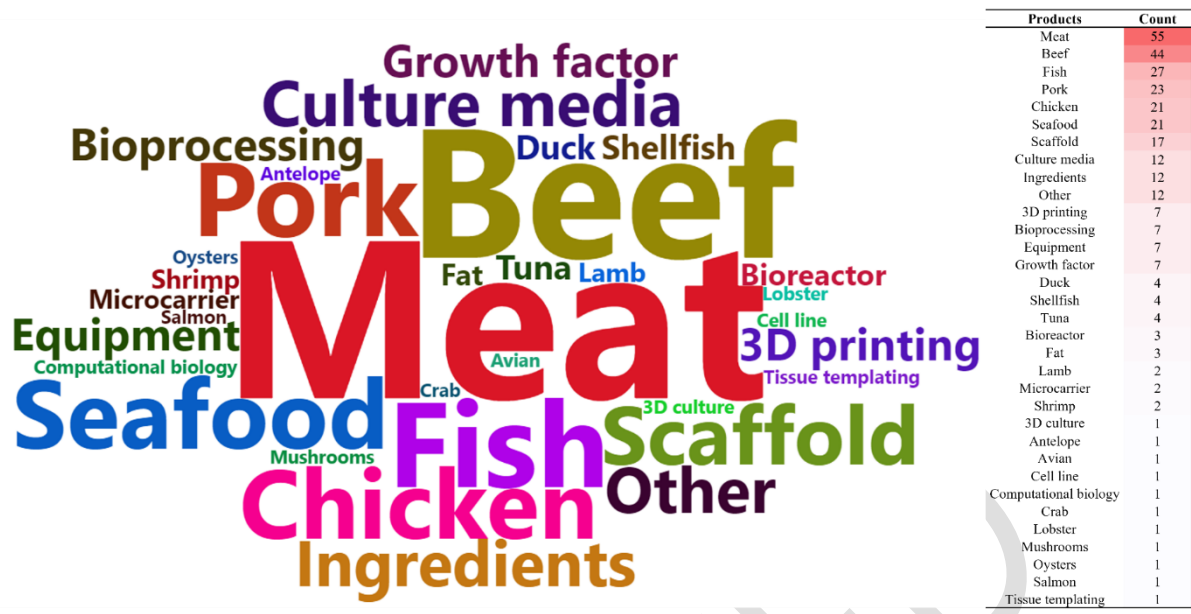 Growth factor
Culture media
Bioprocessing
Beef
Duck
Shellfish
Antelope
Pork
Oysters
Meat
Fat
Tuna
Lamb
Bioreactor
Shrimp
Lobster
Microcarrier
Salmon
Cell line
Equipment
3D printing
Computational biology
Avian
Tissue templating
Crab
Seafood
Fish
3D culture
Scaffold
Mushrooms
Chicken
Other
Ingredients
Products Count
Meat 55
Beef 44
Fish 27
Pork 23
Chicken 21
Seafood 21
Scaffold 17
Culture media 12
Ingredients 12
Other 12
3D printing 7
Bioprocessing 7
Equipment 7
Growth factor 7
Duck 4
Shellfish 4
Tuna 4
Bioreactor 3
Fat 3
Lamb 2
Microcarrier 2
Shrimp 2
3D culture 1
Antelope 1
Avian 1
Cell line 1
Computational biology 1
Crab 1
Lobster 1
Mushrooms 1
Oysters 1
Salmon 1
Tissue templating 1